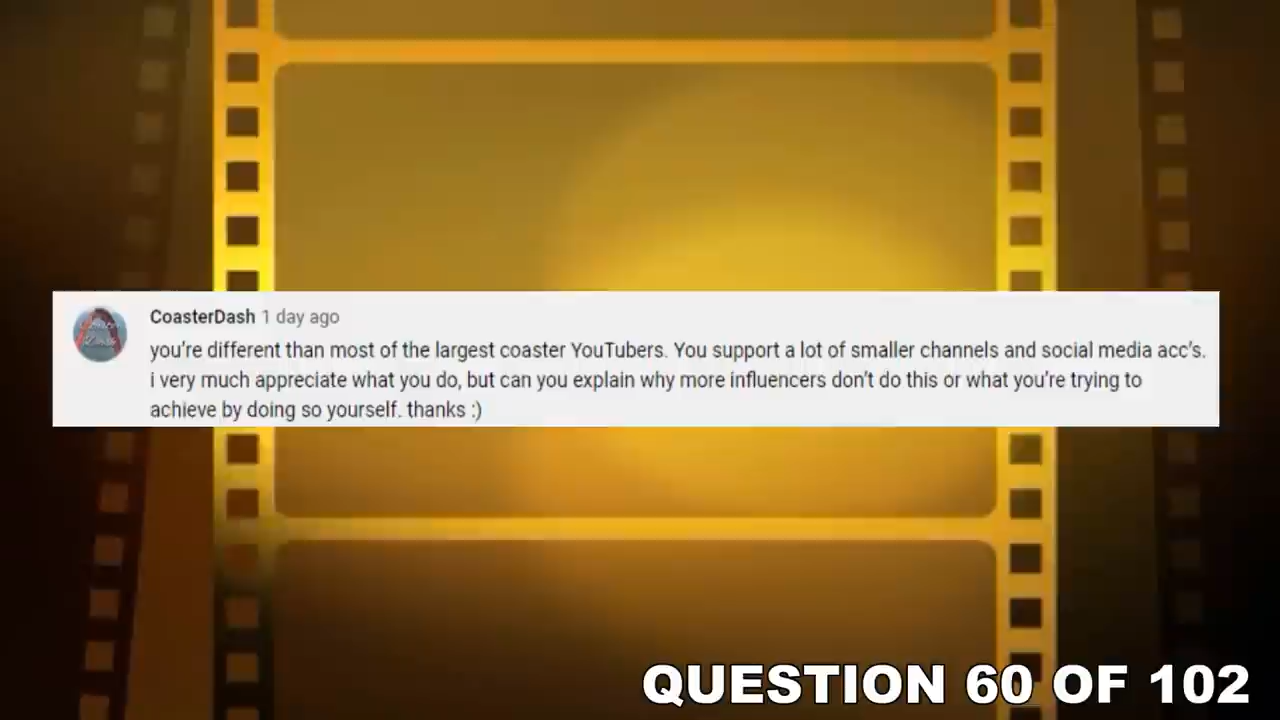 CoasterDash 1 day ago
you're different than most of the largest coaster YouTubers. You support a lot of smaller channels and social media acc's.
i very much appreciate what you do, but can you explain why more influencers don't do this or what you're trying to
achieve by doing so yourself. thanks :)
QUESTION 60 OF 102